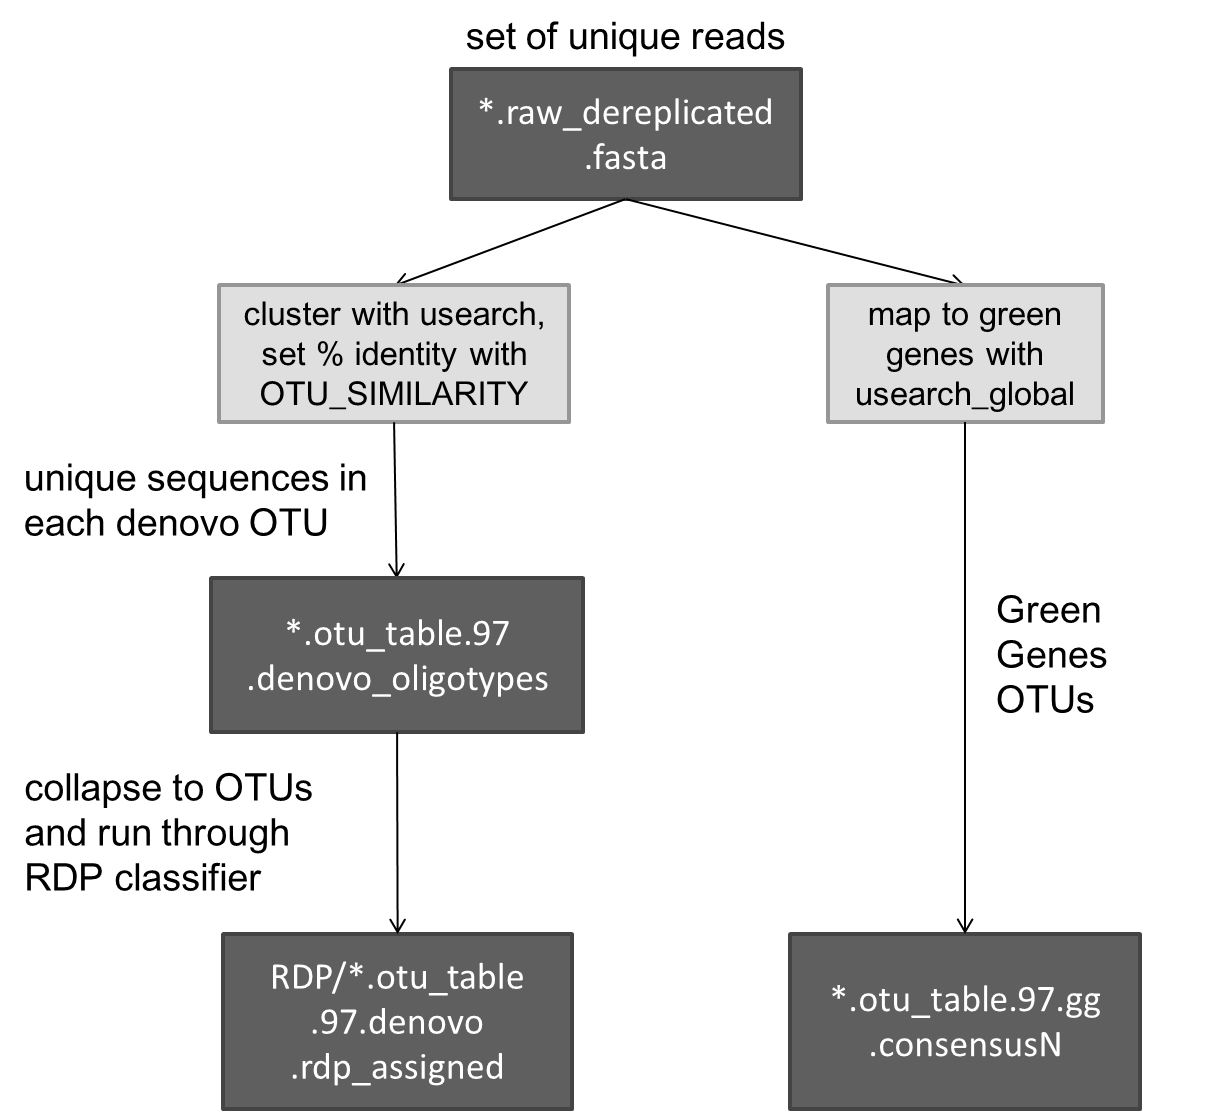 set of unique reads
*.raw_dereplicated
.fasta
cluster with usearch,
set % identity with
OTU_SIMILARITY
map to green
genes with
usearch_global
unique sequences in
each denovo OTU
*.otu_table.97
.denovo_oligotypes
Green
Genes
OTUs
collapse to OTUs
and run through
RDP classifier
RDP/*.otu_table
.97.denovo
.rdp_assigned
*.otu_table.97.gg
.consensusN